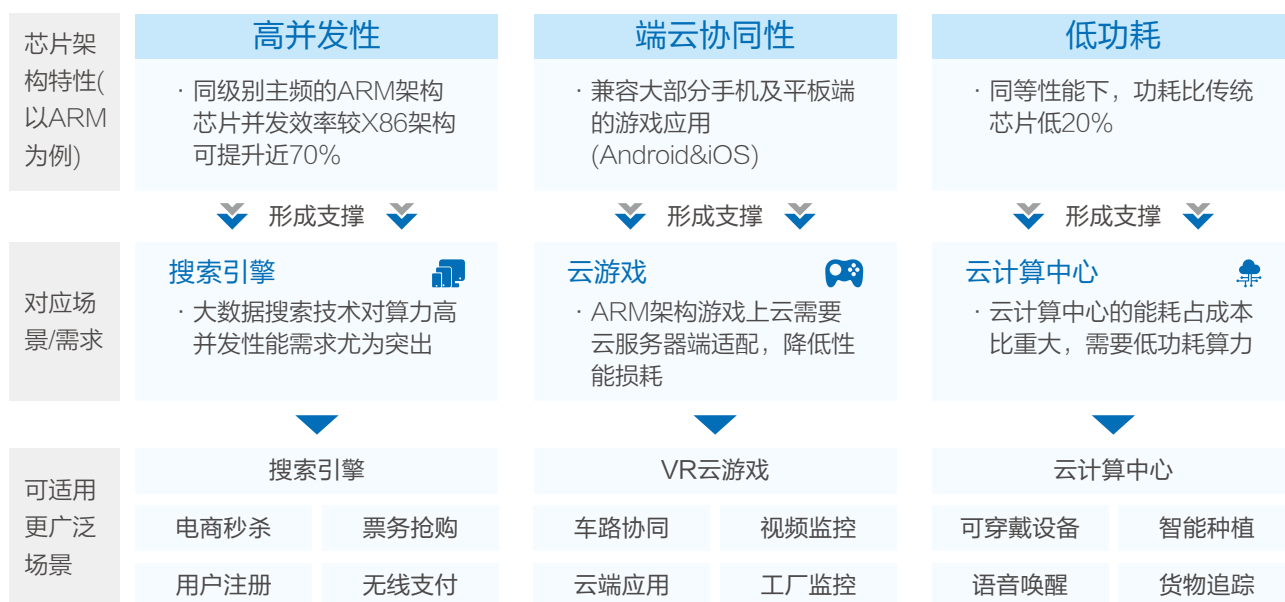 芯片架
构特性(
以ARM
为例)
高并发性
· 同级别主频的ARM架构
芯片并发效率较X86架构
可提升近70%
端云协同性
· 兼容大部分手机及平板端
的游戏应用
(Android&iOS)
低功耗
· 同等性能下，功耗比传统
芯片低20%
形成支撑
形成支撑
形成支撑
对应场
景/需求
搜索引擎
· 大数据搜索技术对算力高
并发性能需求尤为突出
云游戏
· ARM架构游戏上云需要
云服务器端适配，降低性
能损耗
云计算中心
· 云计算中心的能耗占成本
比重大，需要低功耗算力
可适用
更广泛
场景
搜索引擎
电商秒杀
票务抢购
用户注册
无线支付
VR云游戏
车路协同
视频监控
云端应用
工厂监控
云计算中心
可穿戴设备
智能种植
语音唤醒
货物追踪